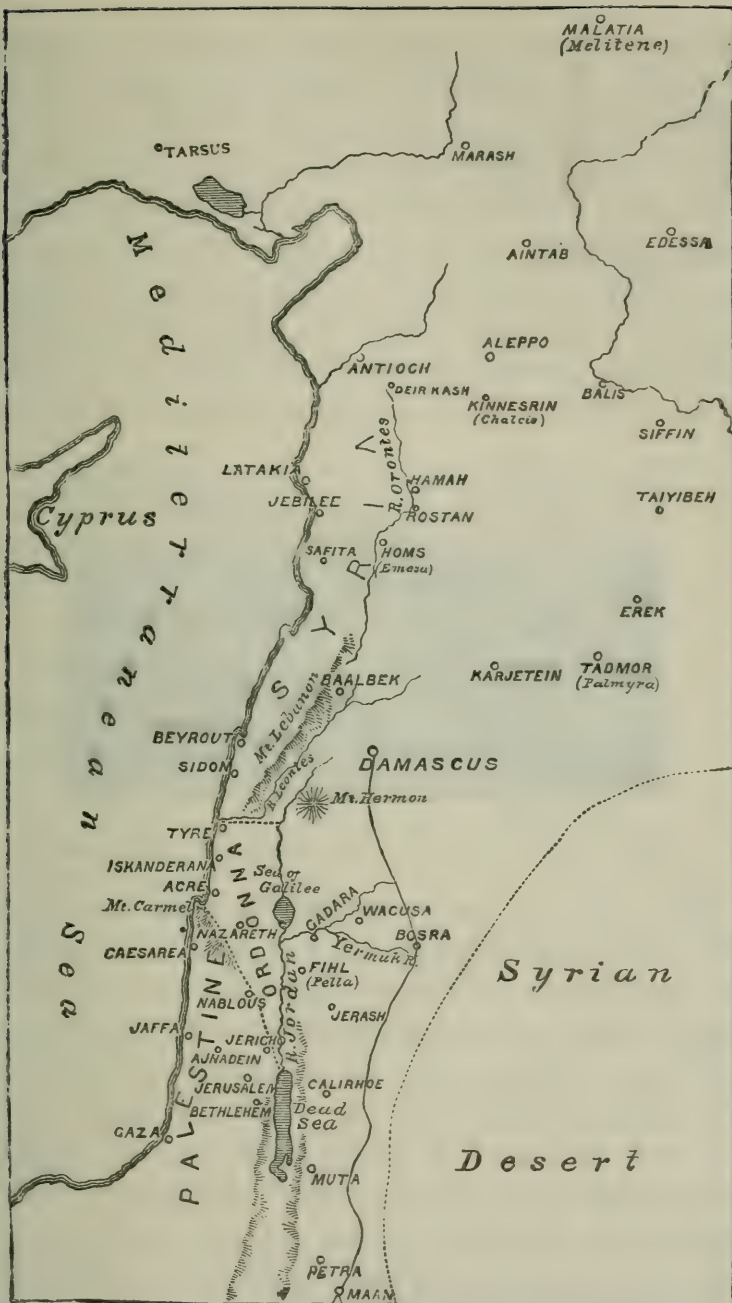 MALATIA
(Melitene)
TARSUS
MARASH
AINTAB
EDESSA
Mediterranean Sea
ANTIOCH
ALEPPO
DEIR KASH
KINNESRIN
(Chalcis)
BALIS
SIFFIN
R. Orontes
LATAKIA
HAMAH
JEBILEE
ROSTAN
TAIYIBEH
Cyprus
SAFITA
HOMS
(Emesa)
SYRIA
EREK
KARJETEIN
TADMOR
(Palmyra)
BAALBEK
Mt. Lebanon
BEYROUT
SIDON
R. Leontes
DAMASCUS
Mt. Hermon
TYRE
ISKANDERANA
Sea of
Galilee
ACRE
Mt. Carmel
ORDONNA
GADARA
WACUSA
NAZARETH
Yermuk R.
BOSRA
CAESAREA
FIHL
(Pella)
Syrian
NABLOUS
R. Jordan
JERASH
JAFFA
JERICHO
AJNADEIN
PALESTINE
JERUSALEM
CALIRHOE
BETHLEHEM
Dead
Sea
GAZA
MUTA
Desert
PETRA
MAAN